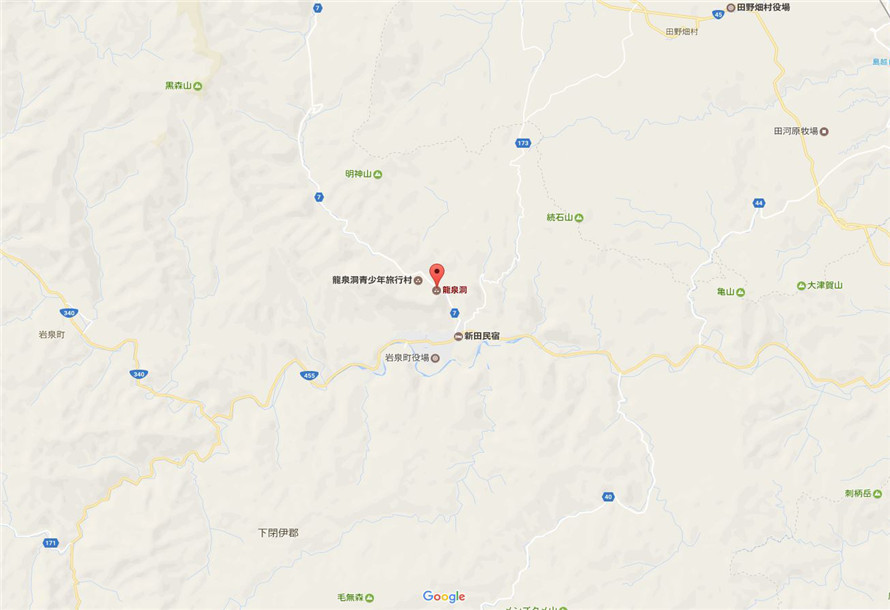 7
田野畑村役場
45
田野畑村
島越
黒森山
田河原牧場
173
明神山
7
44
統石山
龍泉洞青少年旅行村
龍泉洞
亀山
大津賀山
340
7
岩泉町
新田民宿
岩泉町役場
340
455
刺柄岳
40
下閉伊郡
171
毛無森
Google